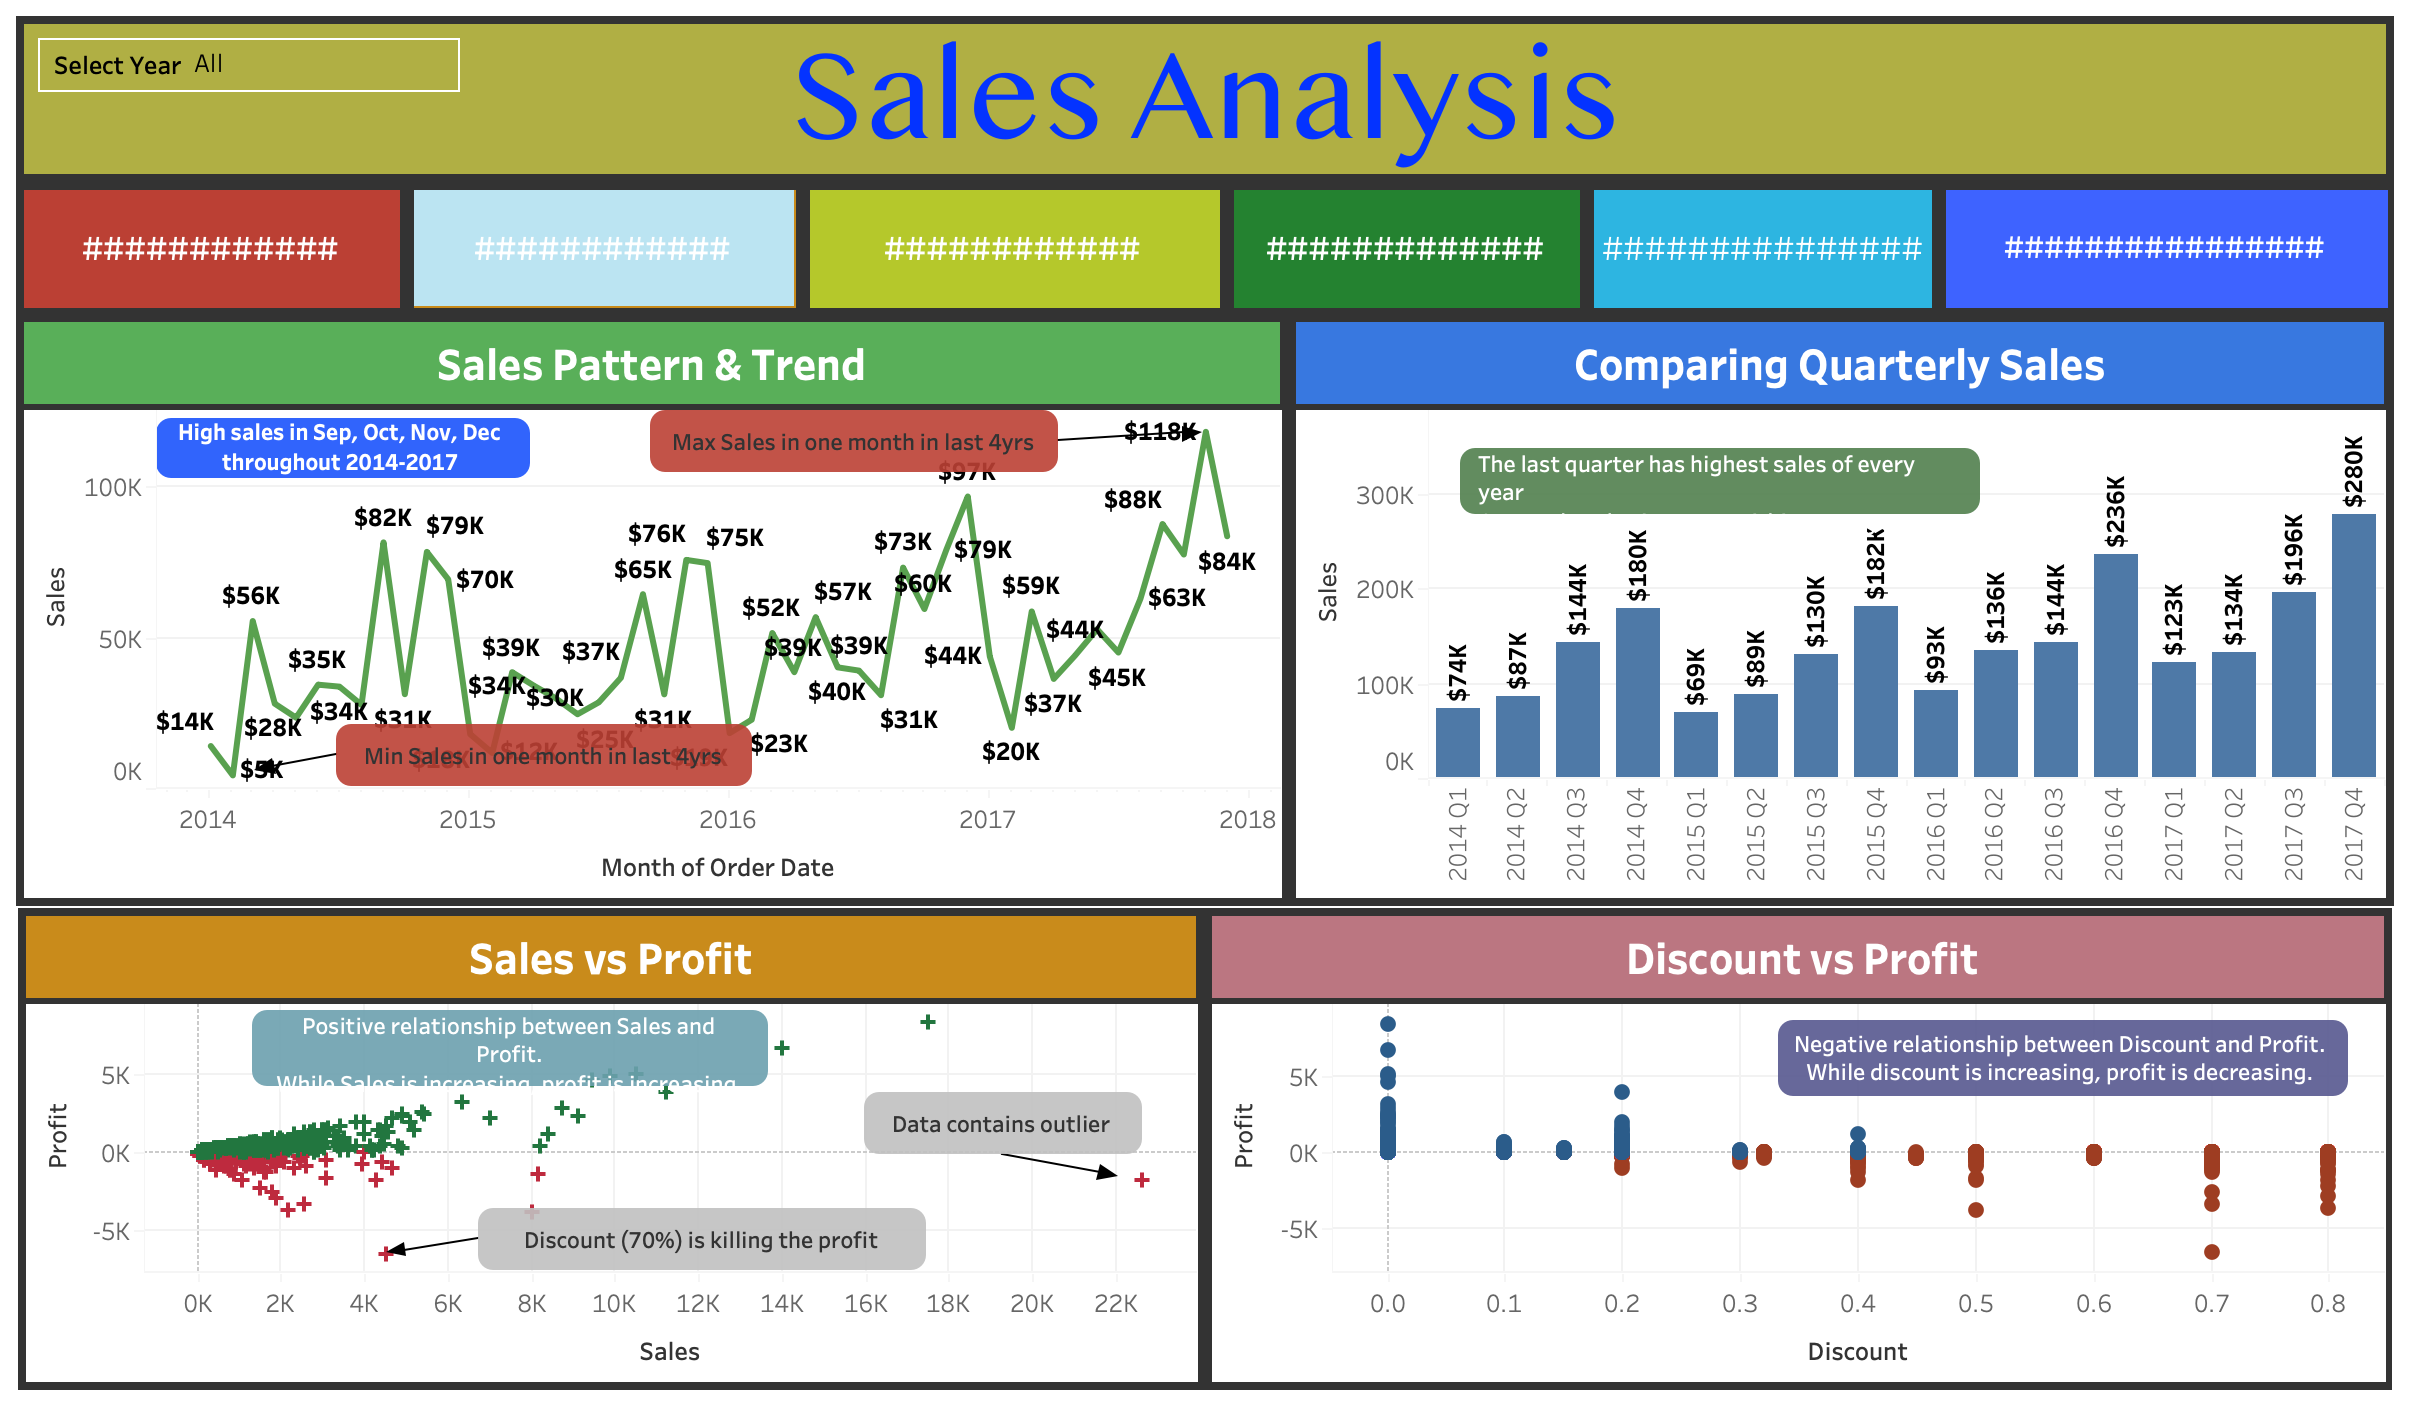 Select Year All
Sales Analysis
############
############
############
#############
###############
################
Sales Pattern & Trend
Comparing Quarterly Sales
High sales in Sep, Oct, Nov, Dec
throughout 2014-2017
Max Sales in one month in last 4yrs
Min Sales in one month in last 4yrs
Sales
100K
50K
0K
$14K
$5K
$56K
$28K
$35K
$34K
$82K
$31K
$79K
$70K
$39K
$34K
$30K
$12K
$25K
$37K
$65K
$31K
$76K
$75K
$23K
$52K
$39K
$57K
$40K
$39K
$31K
$73K
$60K
$79K
$97K
$44K
$20K
$59K
$37K
$44K
$45K
$63K
$88K
$118K
$84K
2014
2015
2016
2017
2018
Month of Order Date
The last quarter has highest sales of every
year
Sales
300K
200K
100K
0K
$74K
$87K
$144K
$180K
$69K
$89K
$130K
$182K
$93K
$136K
$144K
$236K
$123K
$134K
$196K
$280K
2014 Q1
2014 Q2
2014 Q3
2014 Q4
2015 Q1
2015 Q2
2015 Q3
2015 Q4
2016 Q1
2016 Q2
2016 Q3
2016 Q4
2017 Q1
2017 Q2
2017 Q3
2017 Q4
Sales vs Profit
Discount vs Profit
Positive relationship between Sales and
Profit.
While Sales is increasing, profit is increasing
Data contains outlier
Discount (70%) is killing the profit
Profit
5K
0K
-5K
0K
2K
4K
6K
8K
10K
12K
14K
16K
18K
20K
22K
Sales
Negative relationship between Discount and Profit.
While discount is increasing, profit is decreasing.
Profit
5K
0K
-5K
0.0
0.1
0.2
0.3
0.4
0.5
0.6
0.7
0.8
Discount